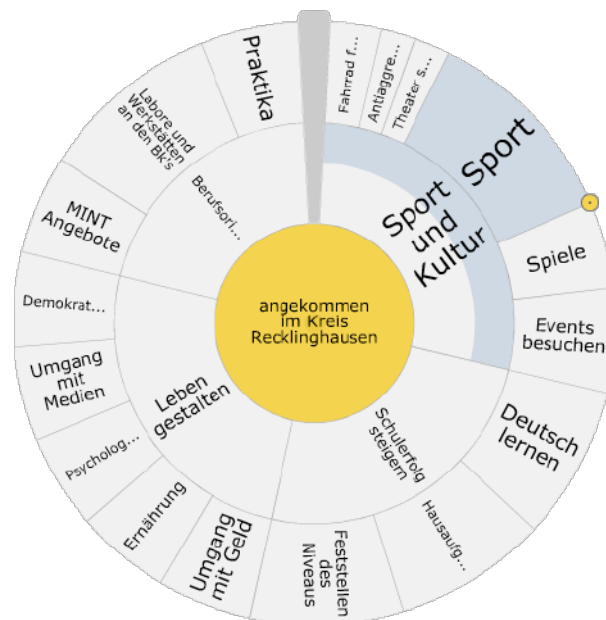 angekommen
im Kreis
Recklinghausen
Sport
und
Kultur
Fahrrad f...
Antiaggre...
Theater s...
Sport
Spiele
Events
besuchen
Schulerfolg
steigern
Deutsch
lernen
Hausaufg...
Feststellen
des
Niveaus
Leben
gestalten
Umgang
mit Geld
Ernährung
Psycholog...
Umgang
mit
Medien
Demokrat...
Berufsorl...
MINT
Angebote
Labore und
Werkstätten
an den Bk's
Praktika